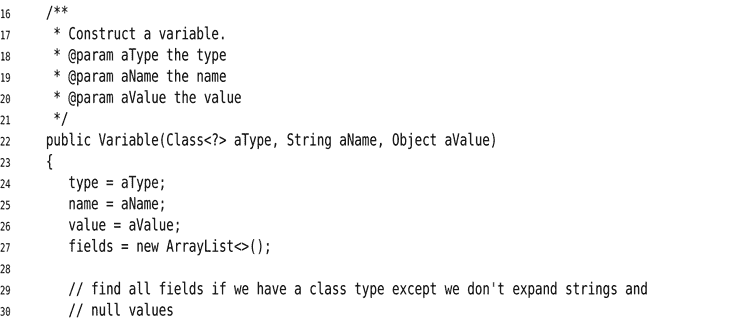 16 /**
17  * Construct a variable.
18  * @param aType the type
19  * @param aName the name
20  * @param aValue the value
21  */
22 public Variable(Class<?> aType, String aName, Object aValue)
23 {
24    type = aType;
25    name = aName;
26    value = aValue;
27    fields = new ArrayList<>();
28
29    // find all fields if we have a class type except we don't expand strings and
30    // null values